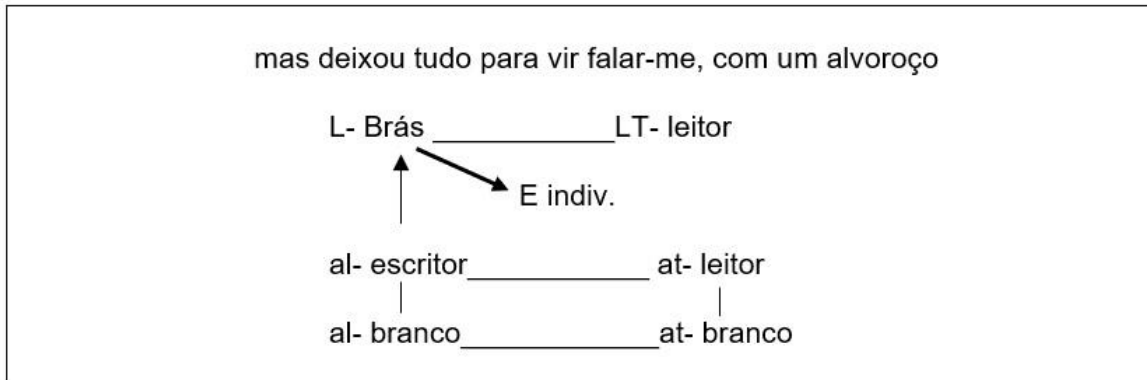 mas deixou tudo para vir falar-me, com um alvoroço
L- Brás ____________LT- leitor
E indiv.
al- escritor____________ at- leitor
al- branco_____________at- branco